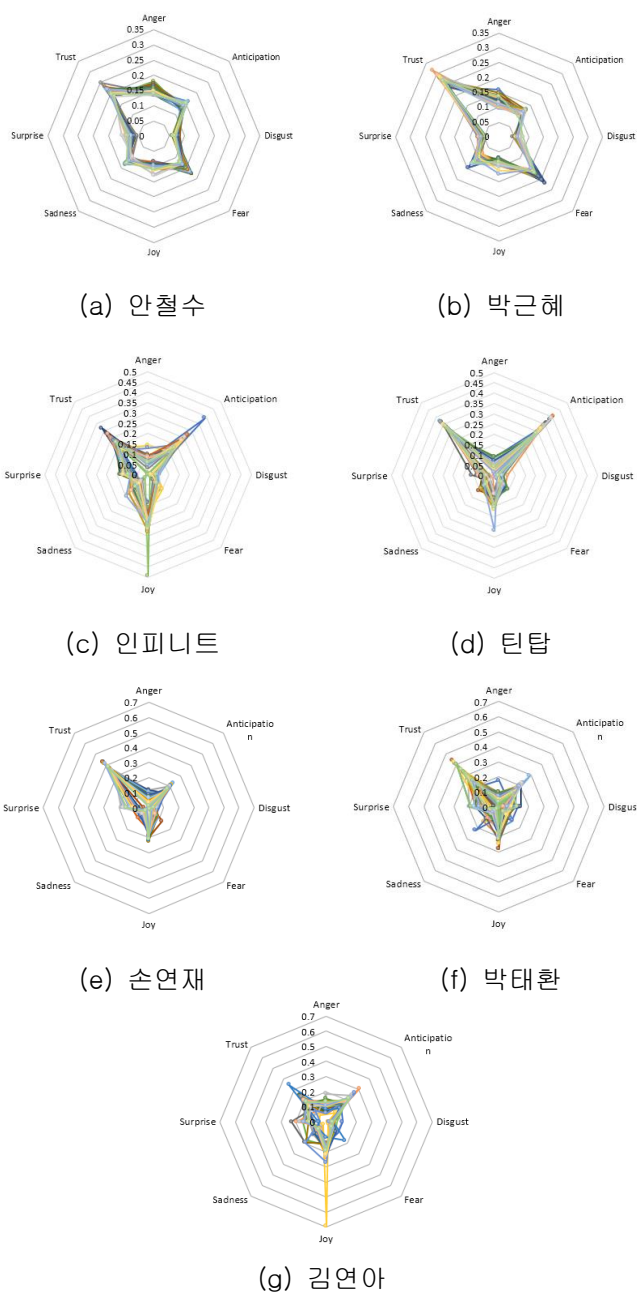 Anger
0.35
0.3
0.25
0.2
0.15
0.1
0.05
0
Trust
Anticipation
Surprise
Disgust
Sadness
Fear
Joy
(a) 안철수
Anger
0.35
0.3
0.25
0.2
0.15
0.1
0.05
0
Trust
Anticipation
Surprise
Disgust
Sadness
Fear
Joy
(b) 박근혜
Anger
0.5
0.45
0.4
0.35
0.3
0.25
0.2
0.15
0.1
0.05
0
Trust
Anticipation
Surprise
Disgust
Sadness
Fear
Joy
(c) 인피니트
Anger
0.5
0.45
0.4
0.35
0.3
0.25
0.2
0.15
0.1
0.05
0
Trust
Anticipation
Surprise
Disgust
Sadness
Fear
Joy
(d) 틴탑
Anger
0.7
0.6
0.5
0.4
0.3
0.2
0.1
0
Trust
Anticipatio
n
Surprise
Disgust
Sadness
Fear
Joy
(e) 손연재
Anger
0.7
0.6
0.5
0.4
0.3
0.2
0.1
0
Trust
Anticipatio
n
Surprise
Disgus
Sadness
Fear
Joy
(f) 박태환
Anger
0.7
0.6
0.5
0.4
0.3
0.2
0.1
0
Trust
Anticipatio
n
Surprise
Disgust
Sadness
Fear
Joy
(g) 김연아